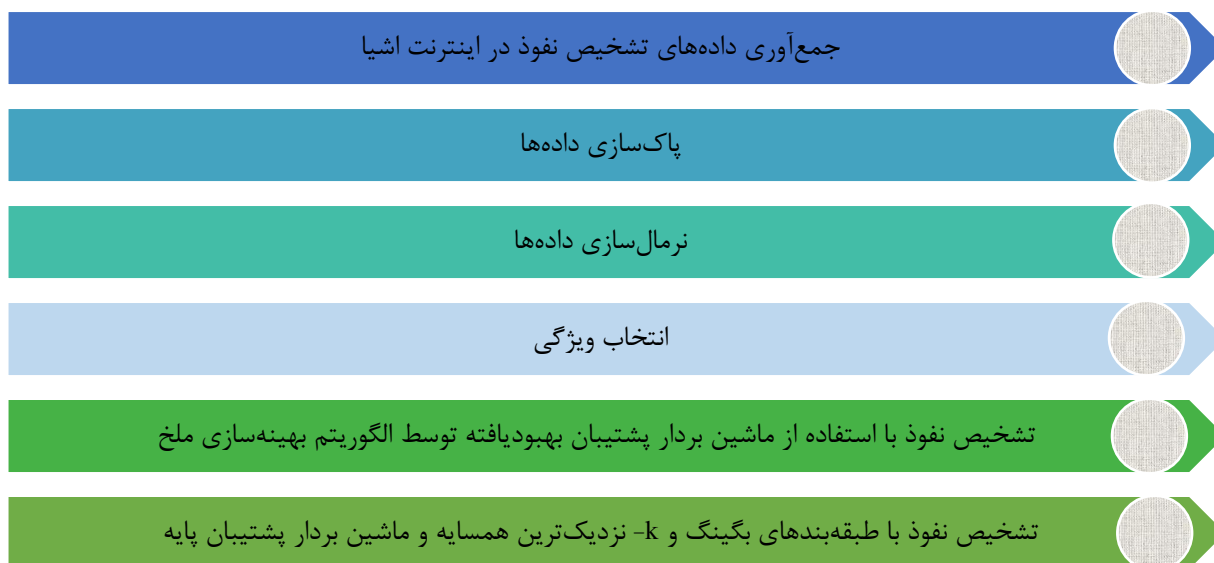 جمع‌آوری داده‌های تشخیص نفوذ در اینترنت اشیا
پاک‌سازی داده‌ها
نرمال‌سازی داده‌ها
انتخاب ویژگی
تشخیص نفوذ با استفاده از ماشین بردار پشتیبان بهبودیافته توسط الگوریتم بهینه‌سازی ملخ
تشخیص نفوذ با طبقه‌بندهای بگینگ و k- نزدیک‌ترین همسایه و ماشین بردار پشتیبان پایه